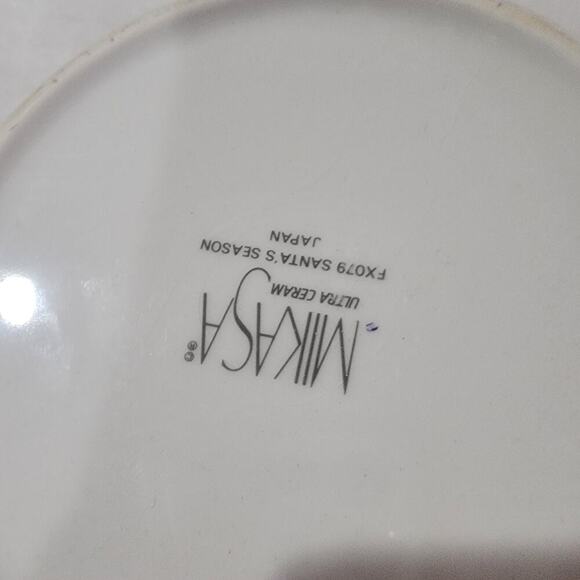 MIKASA®©
ULTRA CERAM
FX079 SANTA'S SEASON
JAPAN